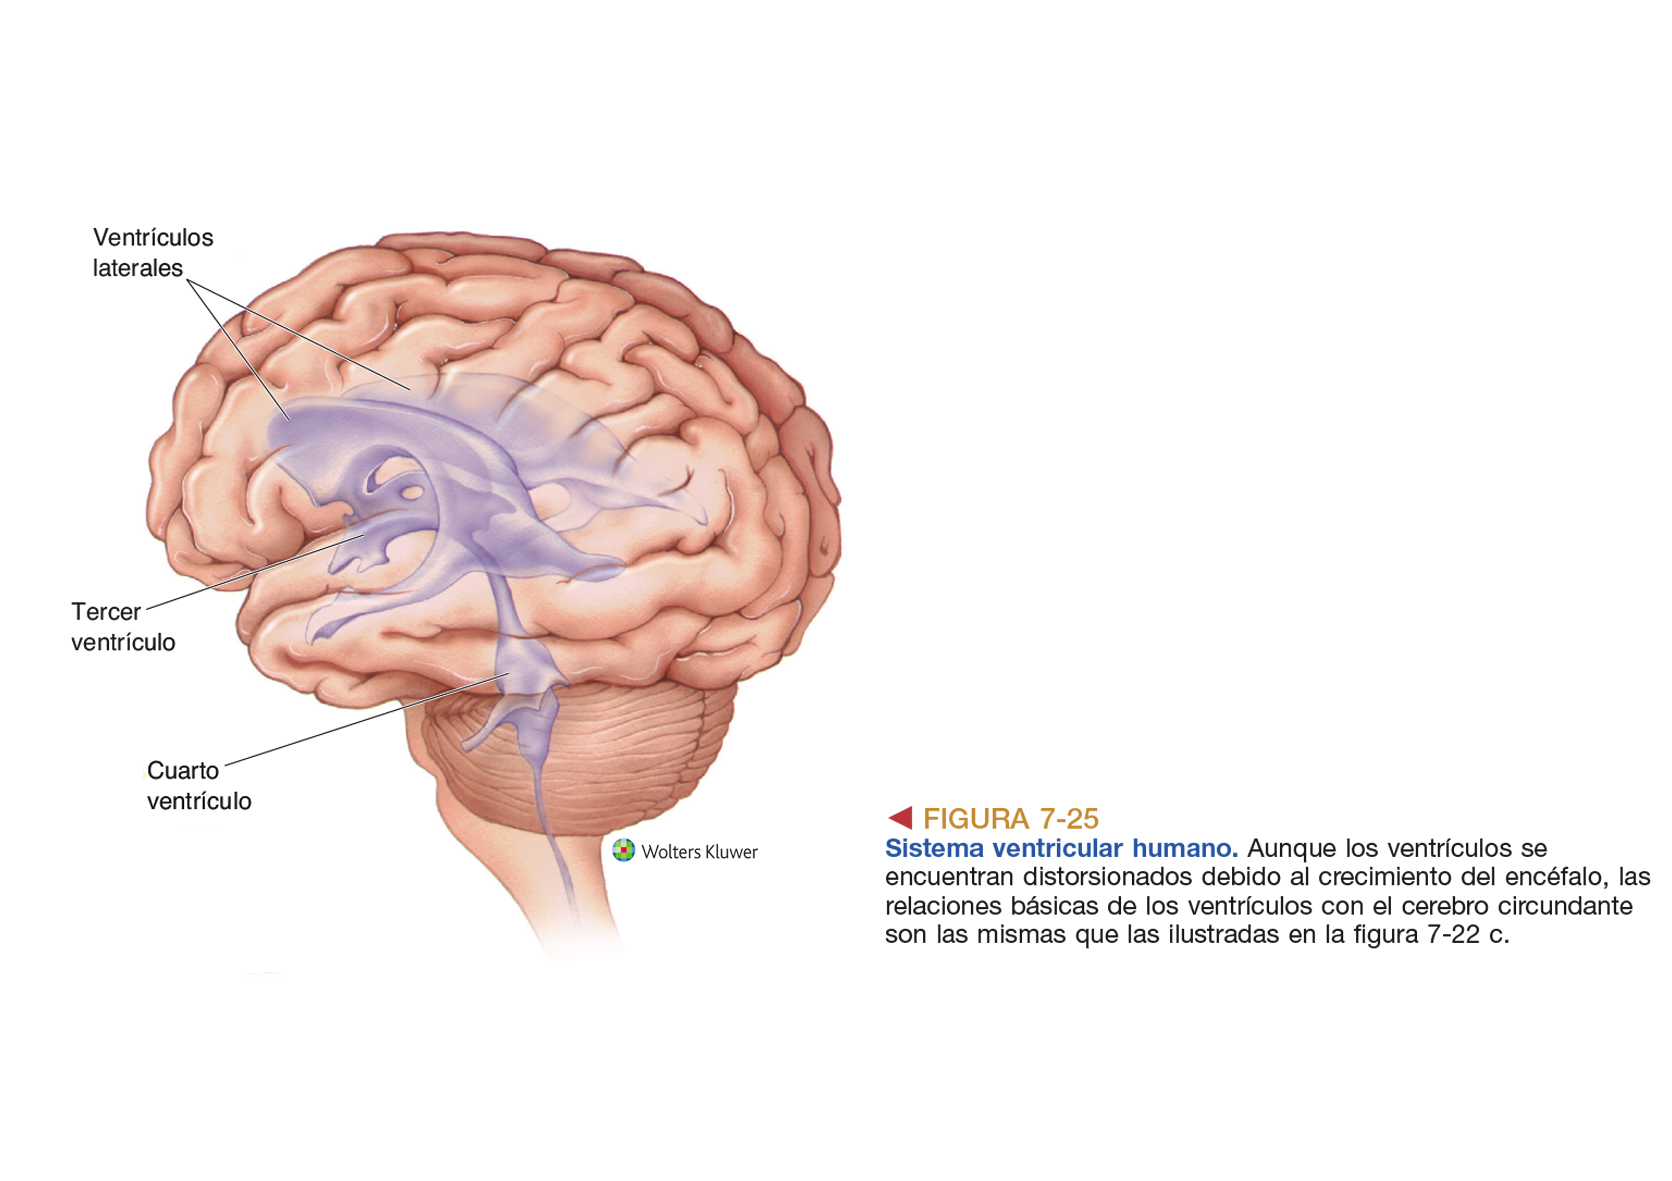 Ventrículos
laterales
Tercer
ventrículo
Cuarto
ventrículo
Wolters Kluwer
FIGURA 7-25
Sistema ventricular humano. Aunque los ventrículos se
encuentran distorsionados debido al crecimiento del encéfalo, las
relaciones básicas de los ventrículos con el cerebro circundante
son las mismas que las ilustradas en la figura 7-22 c.